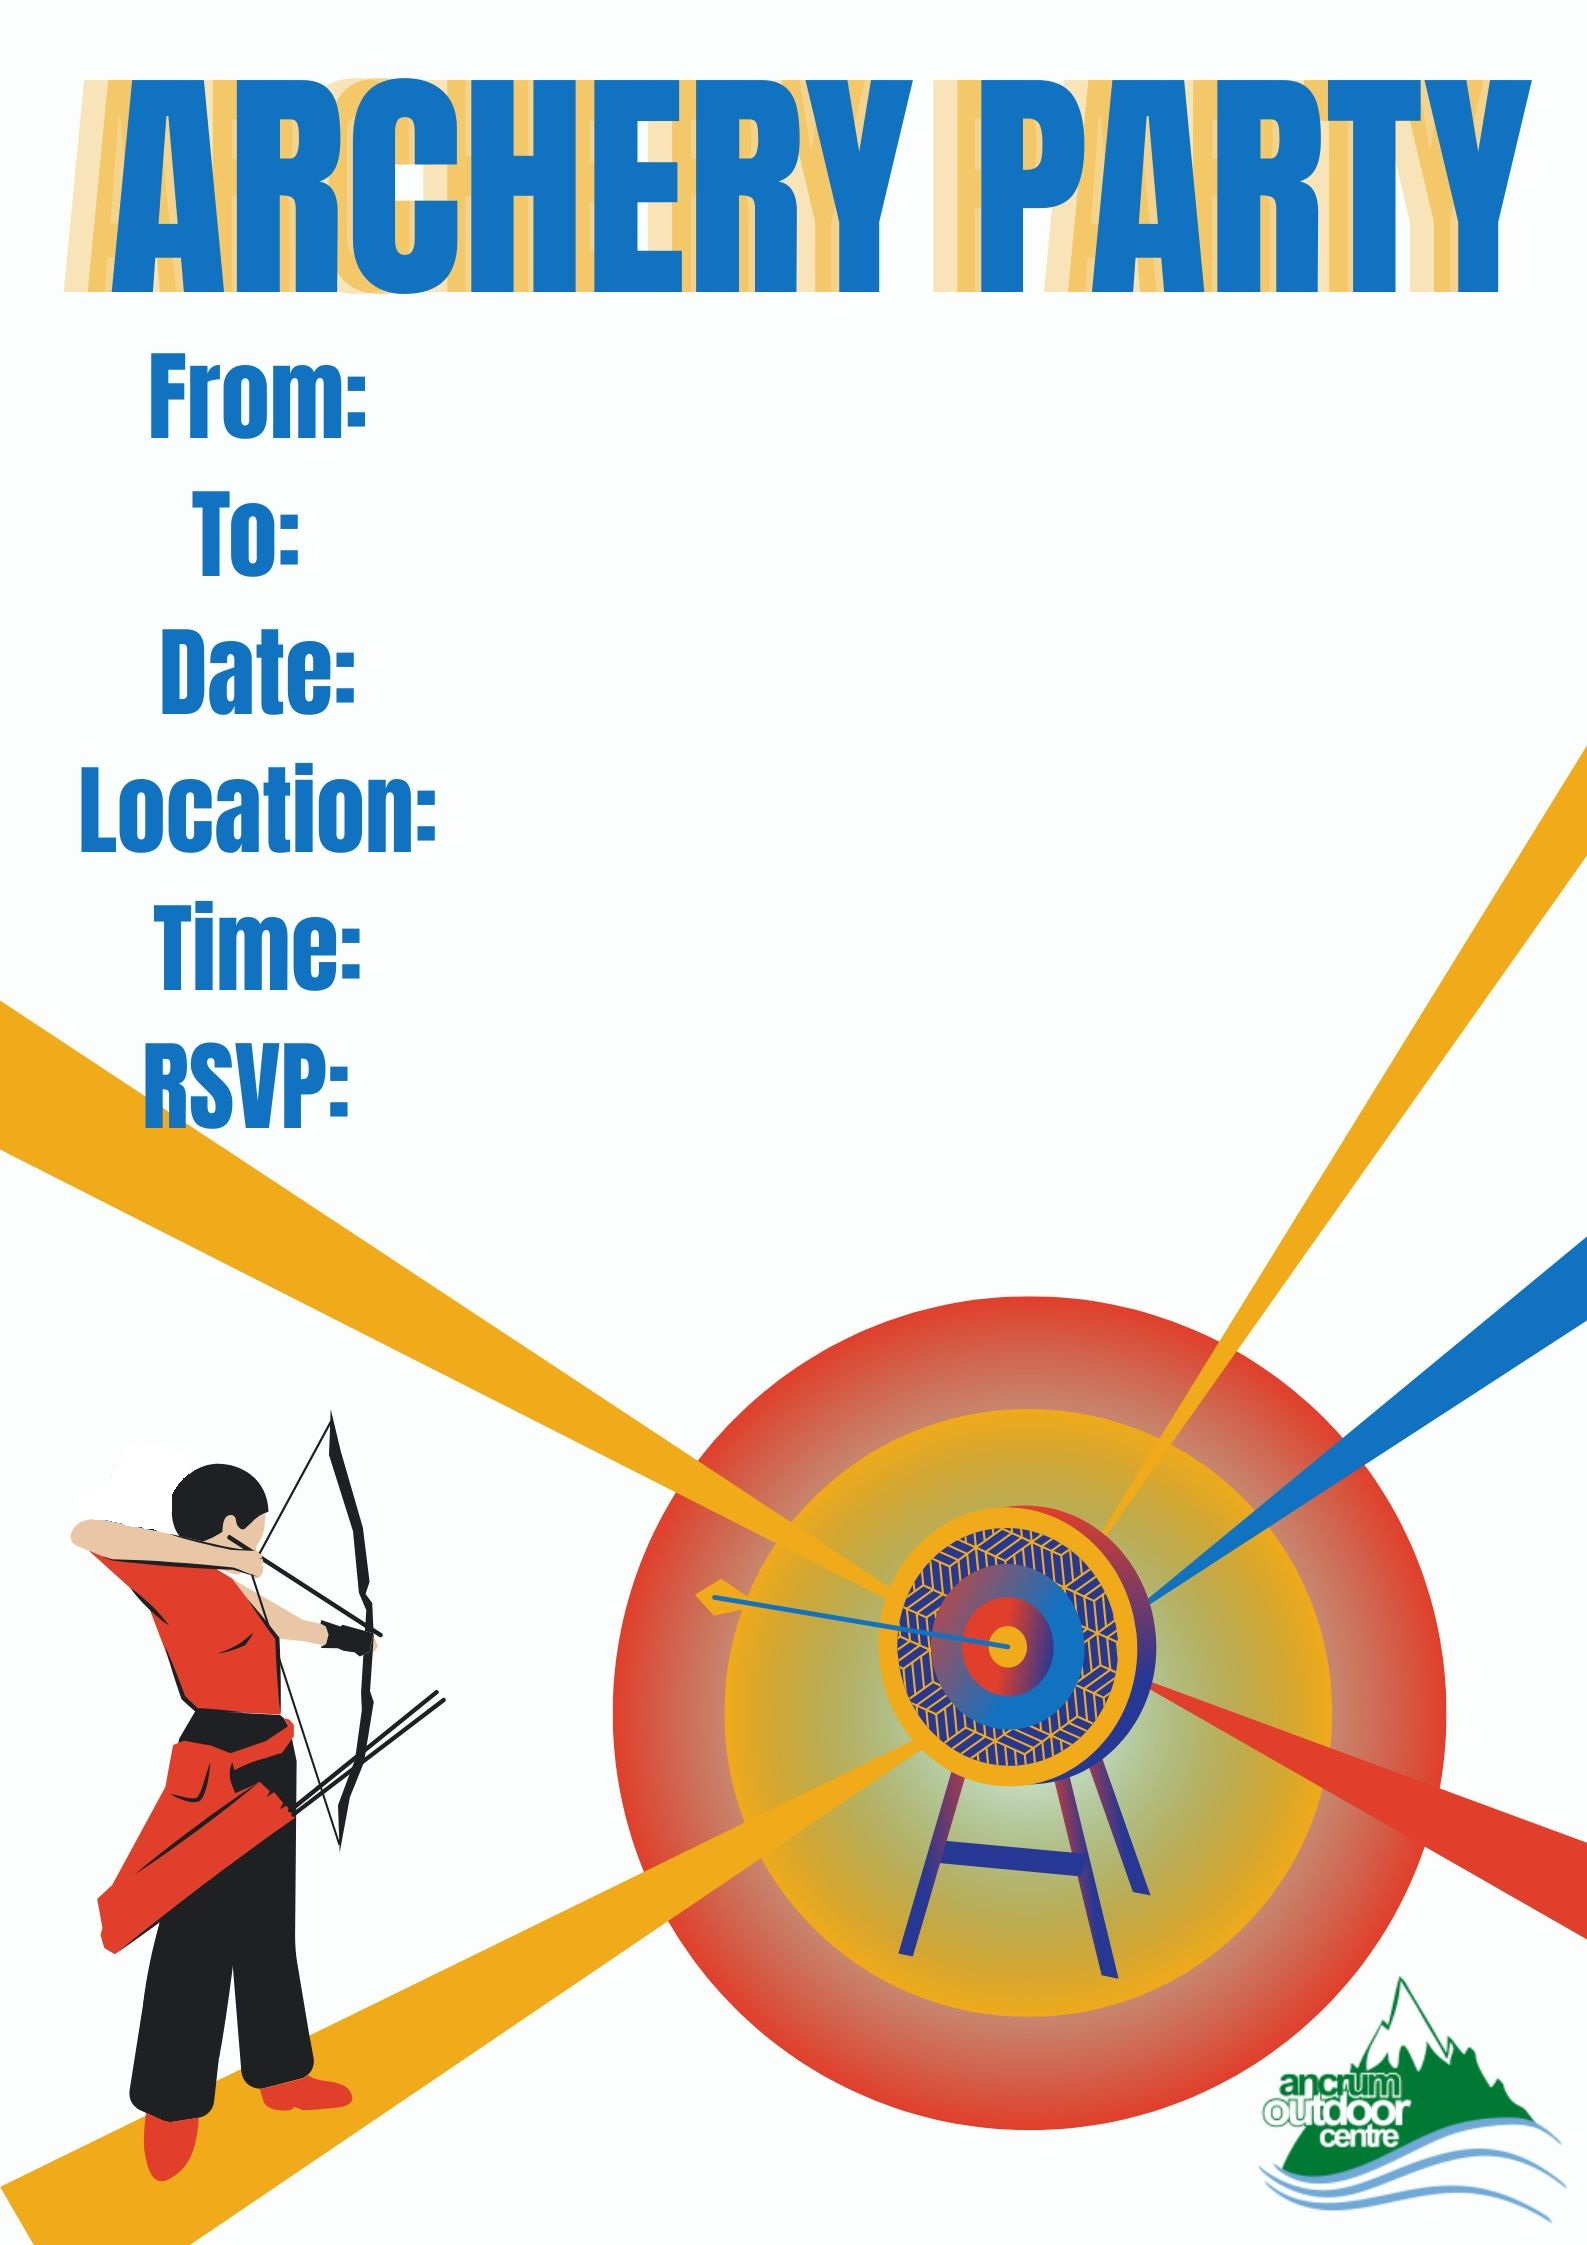 ARCHERY PARTY
From:
To:
Date:
Location:
Time:
RSVP:
ancrum
outdoor
centre